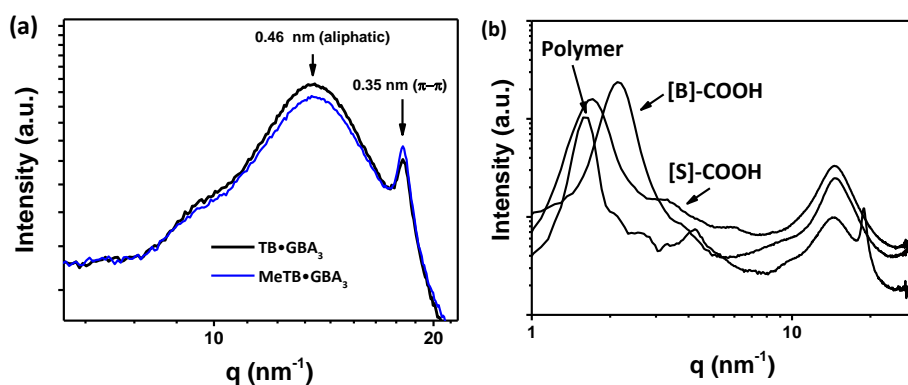 (a)
0.46 nm (aliphatic)
0.35 nm (π–π)
Intensity (a.u.)
TB•GBA₃
MeTB•GBA₃
10
20
q (nm⁻¹)
(b)
Polymer
[B]-COOH
[S]-COOH
Intensity (a.u.)
1
10
q (nm⁻¹)